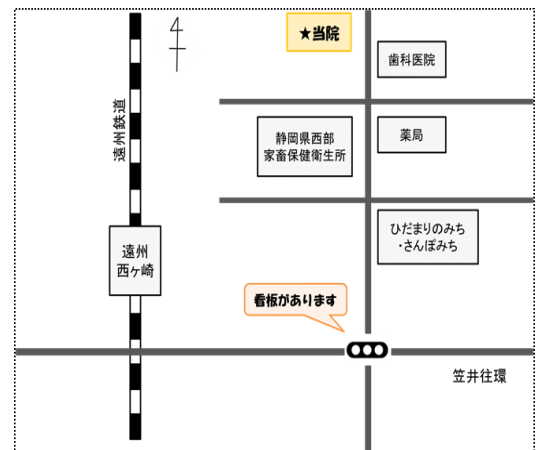 ★当院
歯科医院
遠州鉄道
静岡県西部
家畜保健衛生所
薬局
ひだまりのみち
・さんぽみち
遠州
西ヶ崎
看板があります
笠井往環